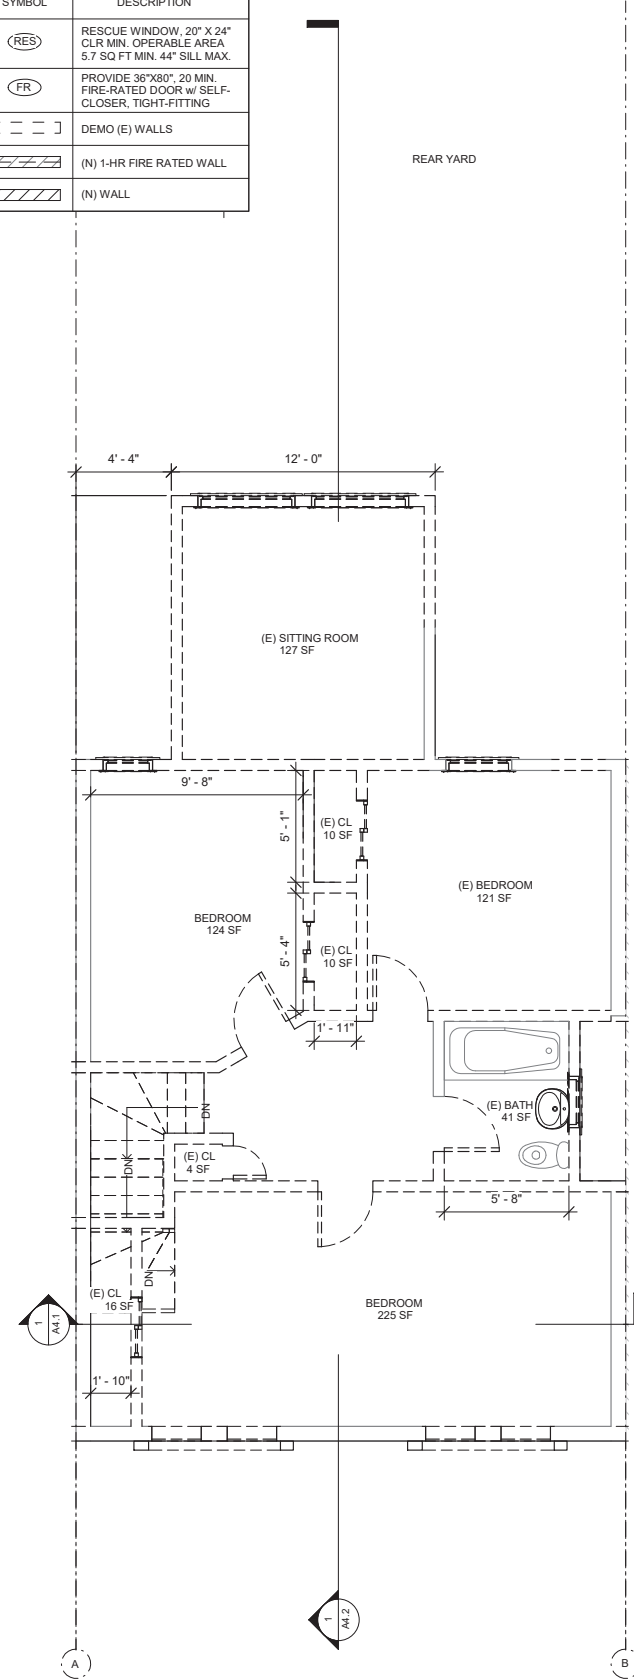 SYMBOL DESCRIPTION
RES
RESCUE WINDOW, 20" X 24"
CLR MIN. OPERABLE AREA
5.7 SQ FT MIN. 44" SILL MAX.
FR
PROVIDE 36"X80", 20 MIN.
FIRE-RATED DOOR w/ SELF-
CLOSER, TIGHT-FITTING
DEMO (E) WALLS
(N) 1-HR FIRE RATED WALL
(N) WALL
REAR YARD
4' - 4"
12' - 0"
(E) SITTING ROOM
127 SF
9' - 8"
5' - 1"
(E) CL
10 SF
(E) BEDROOM
121 SF
BEDROOM
124 SF
5' - 4"
(E) CL
10 SF
1' - 11"
DN
(E) BATH
41 SF
DN
(E) CL
4 SF
5' - 8"
DN
(E) CL
16 SF
BEDROOM
225 SF
1
A4.1
1' - 10"
1
A4.2
A
B